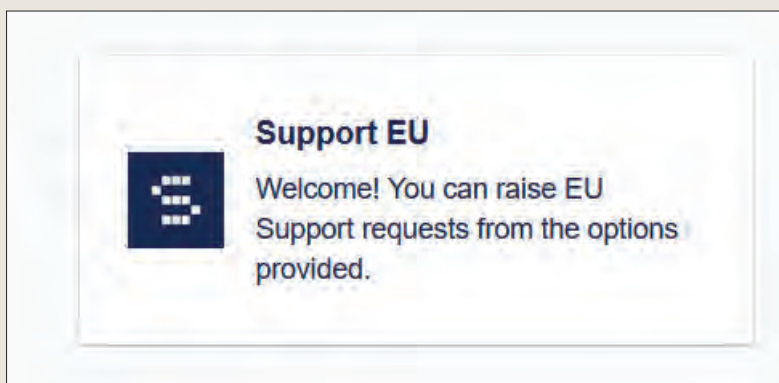 Support EU
S
Welcome! You can raise EU
Support requests from the options
provided.